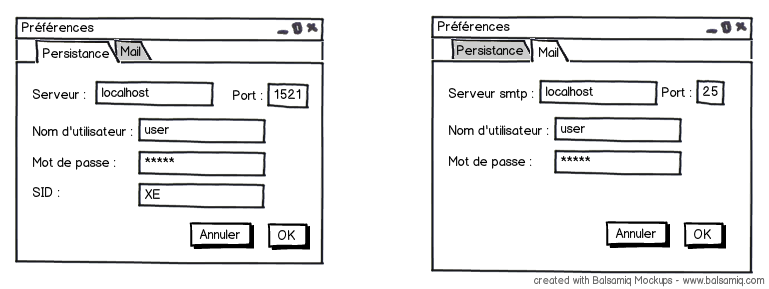 Préférences
Persistance Mail
Serveur : localhost Port : 1521
Nom d'utilisateur : user
Mot de passe : *****
SID : XE
Annuler OK
Préférences
Persistance Mail
Serveur smtp : localhost Port : 25
Nom d'utilisateur : user
Mot de passe : *****
Annuler OK
created with Balsamiq Mockups - www.balsamiq.com